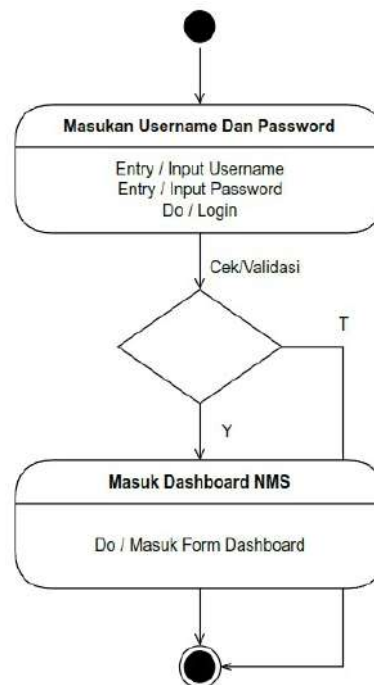 Masukan Username Dan Password
Entry / Input Username
Entry / Input Password
Do / Login
Cek/Validasi
T
Y
Masuk Dashboard NMS
Do / Masuk Form Dashboard